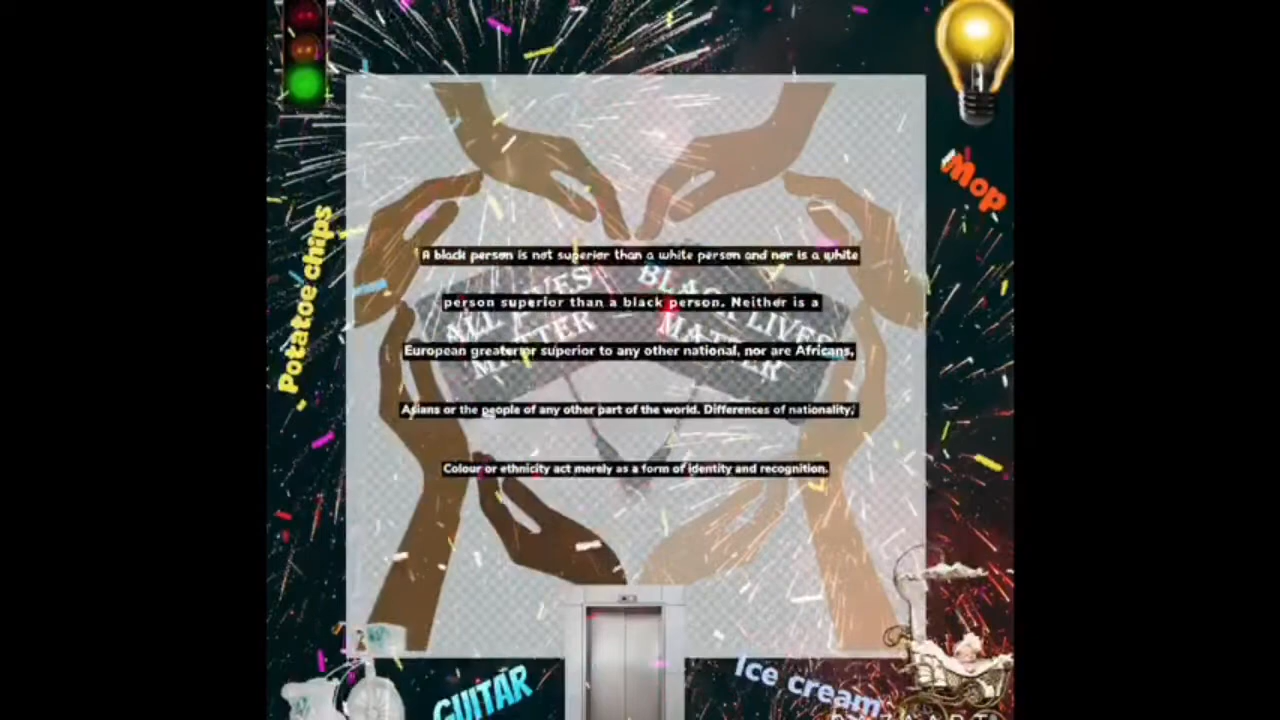 Mop
Potatoe chips
A black person is not superior than a white person and nor is a white
person superior than a black person. Neither is a
ALL LIVES
MATTER
BLACK LIVES
MATTER
European greater or superior to any other national, nor are Africans,
Asians or the people of any other part of the world. Differences of nationality,
Colour or ethnicity act merely as a form of identity and recognition.
GUITAR
Ice cream